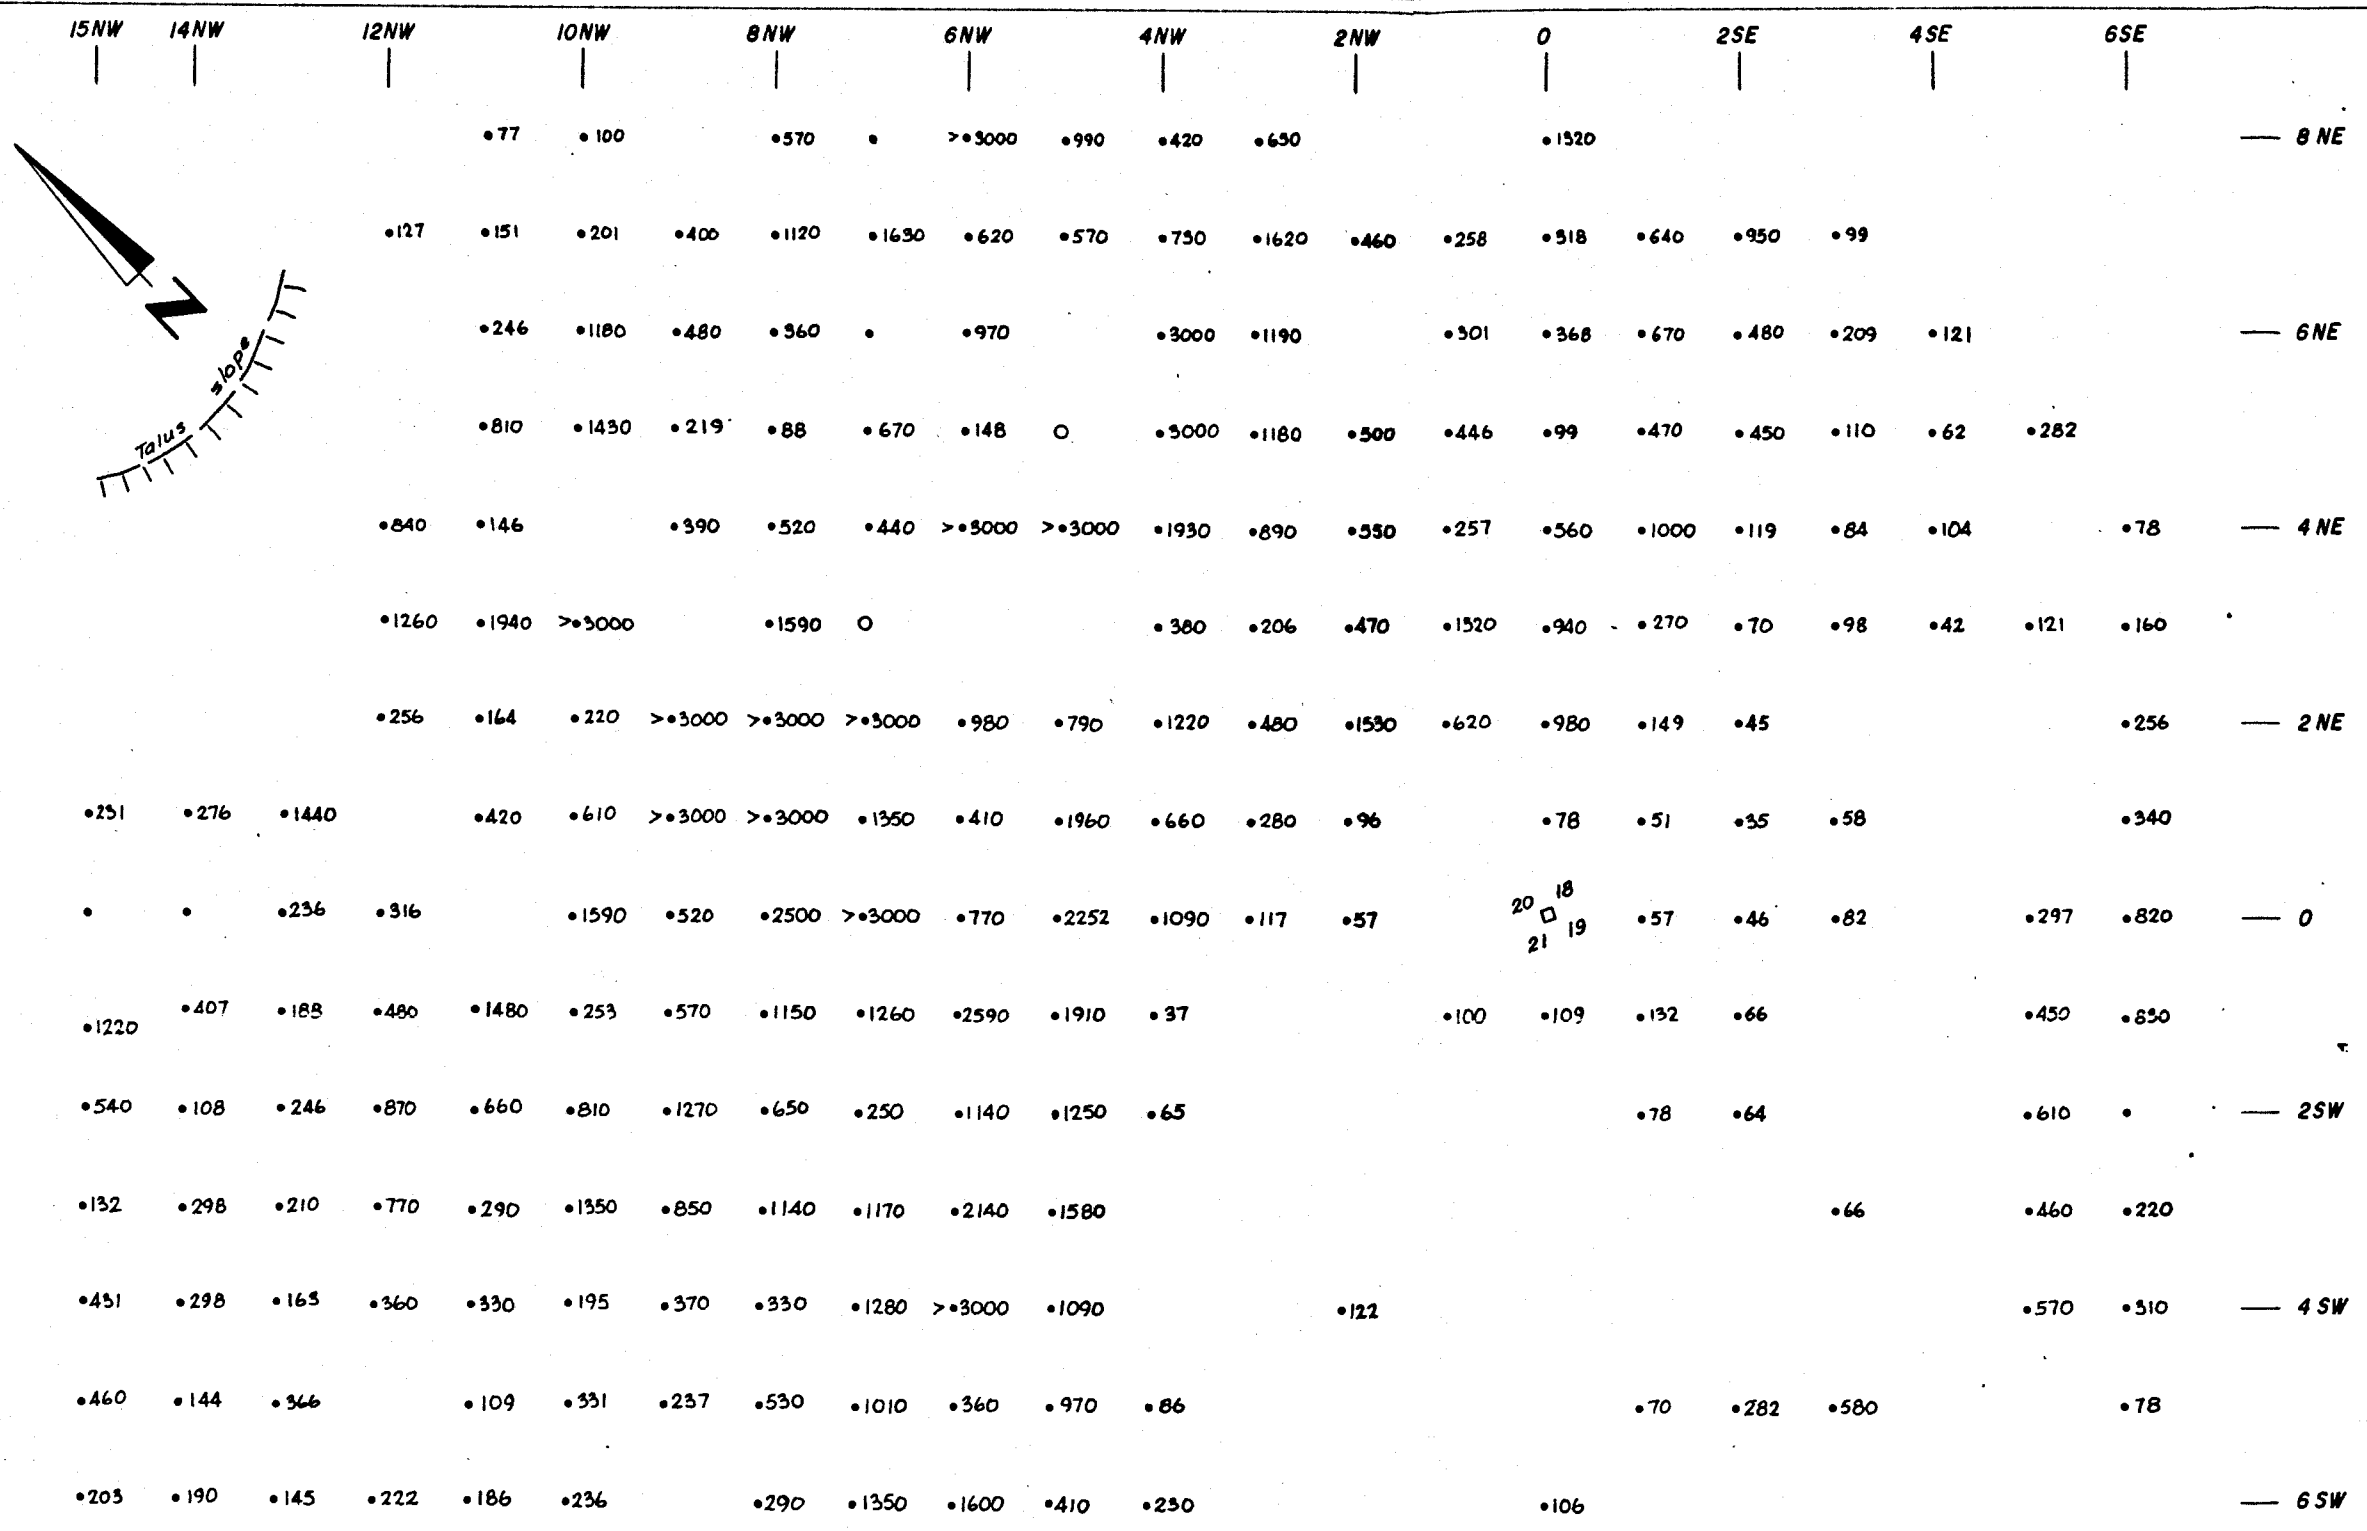 15NW 14NW 12NW 10NW 8NW 6NW 4NW 2NW 0 2SE 4SE 6SE
•77 •100 •570 • >•3000 •990 •420 •630 •1320 — 8 NE
•127 •151 •201 •400 •1120 •1630 •620 •570 •730 •1620 •460 •258 •318 •640 •950 •99
N
•246 •1180 •480 •360 • •970 •3000 •1190 •301 •368 •670 •480 •209 •121 — 6NE
Talus slope
•810 •1430 •219 •88 •670 •148 O •3000 •1180 •500 •446 •99 •470 •450 •110 •62 •282
•840 •146 •390 •520 •440 >•3000 >•3000 •1930 •890 •550 •257 •560 •1000 •119 •84 •104 •78 — 4 NE
•1260 •1940 >•3000 •1590 O •380 •206 •470 •1320 •940 •270 •70 •98 •42 •121 •160
•256 •164 •220 >•3000 >•3000 >•3000 •980 •790 •1220 •480 •1530 •620 •980 •149 •45 •256 — 2 NE
•231 •276 •1440 •420 •610 >•3000 >•3000 •1350 •410 •1960 •660 •280 •96 •78 •51 •35 •58 •340
20 18
• • •236 •316 •1590 •520 •2500 >•3000 •770 •2252 •1090 •117 •57 •57 •46 •82 •297 •820 — 0
21 19
•1220 •407 •188 •480 •1480 •253 •570 •1150 •1260 •2590 •1910 •37 •100 •109 •132 •66 •450 •830
•540 •108 •246 •870 •660 •810 •1270 •650 •250 •1140 •1250 •65 •78 •64 •610 • — 2SW
•132 •298 •210 •770 •290 •1350 •850 •1140 •1170 •2140 •1580 •66 •460 •220
•431 •298 •163 •360 •330 •195 •370 •330 •1280 >•3000 •1090 •122 •570 •310 — 4 SW
•460 •144 •366 •109 •331 •237 •530 •1010 •360 •970 •86 •70 •282 •580 •78
•203 •190 •145 •222 •186 •236 •290 •1350 •1600 •410 •230 •106 — 6 SW